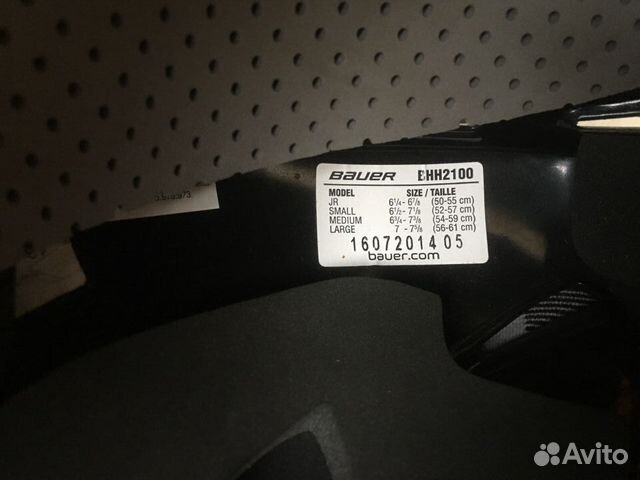 BAUER BHH2100
MODEL SIZE / TAILLE
JR 6¼ - 6⅞ (50-55 cm)
SMALL 6½ - 7⅛ (52-57 cm)
MEDIUM 6¾ - 7⅜ (54-59 cm)
LARGE 7 - 7⅝ (56-61 cm)
1607201405
bauer.com
Avito